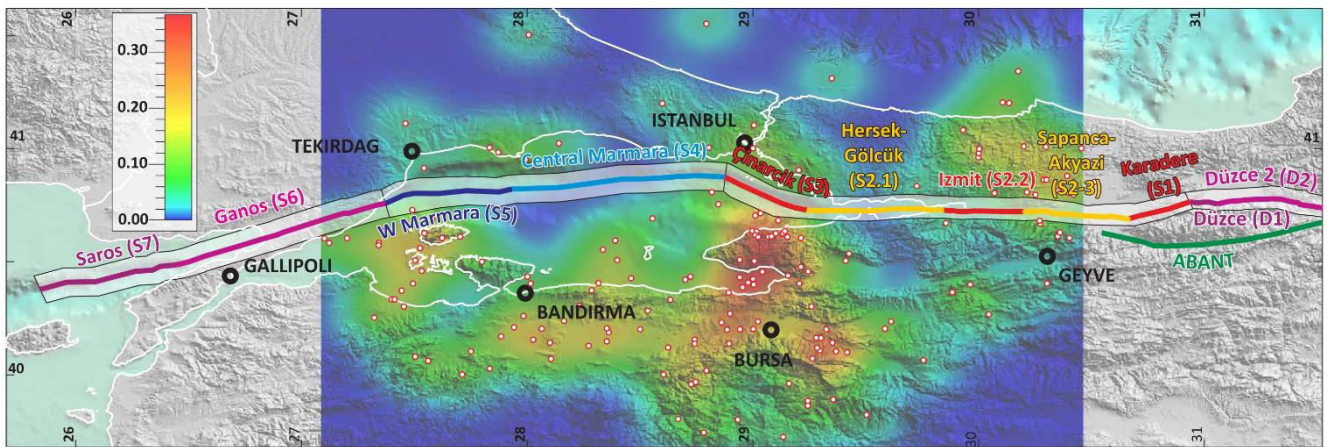 26
27
28
29
30
31
0.30
0.20
0.10
0.00
41
41
TEKIRDAG
ISTANBUL
Hersek-
Gölcük
(S2.1)
Sapanca-
Akyazi
(S2-3)
Central Marmara (S4)
Çinarcik (S3)
Izmit (S2.2)
Karadere
(S1)
Düzce 2 (D2)
Düzce (D1)
Ganos (S6)
W Marmara (S5)
Saros (S7)
GALLIPOLI
BANDIRMA
BURSA
GEYVE
ABANT
40
26
27
28
29
30
31